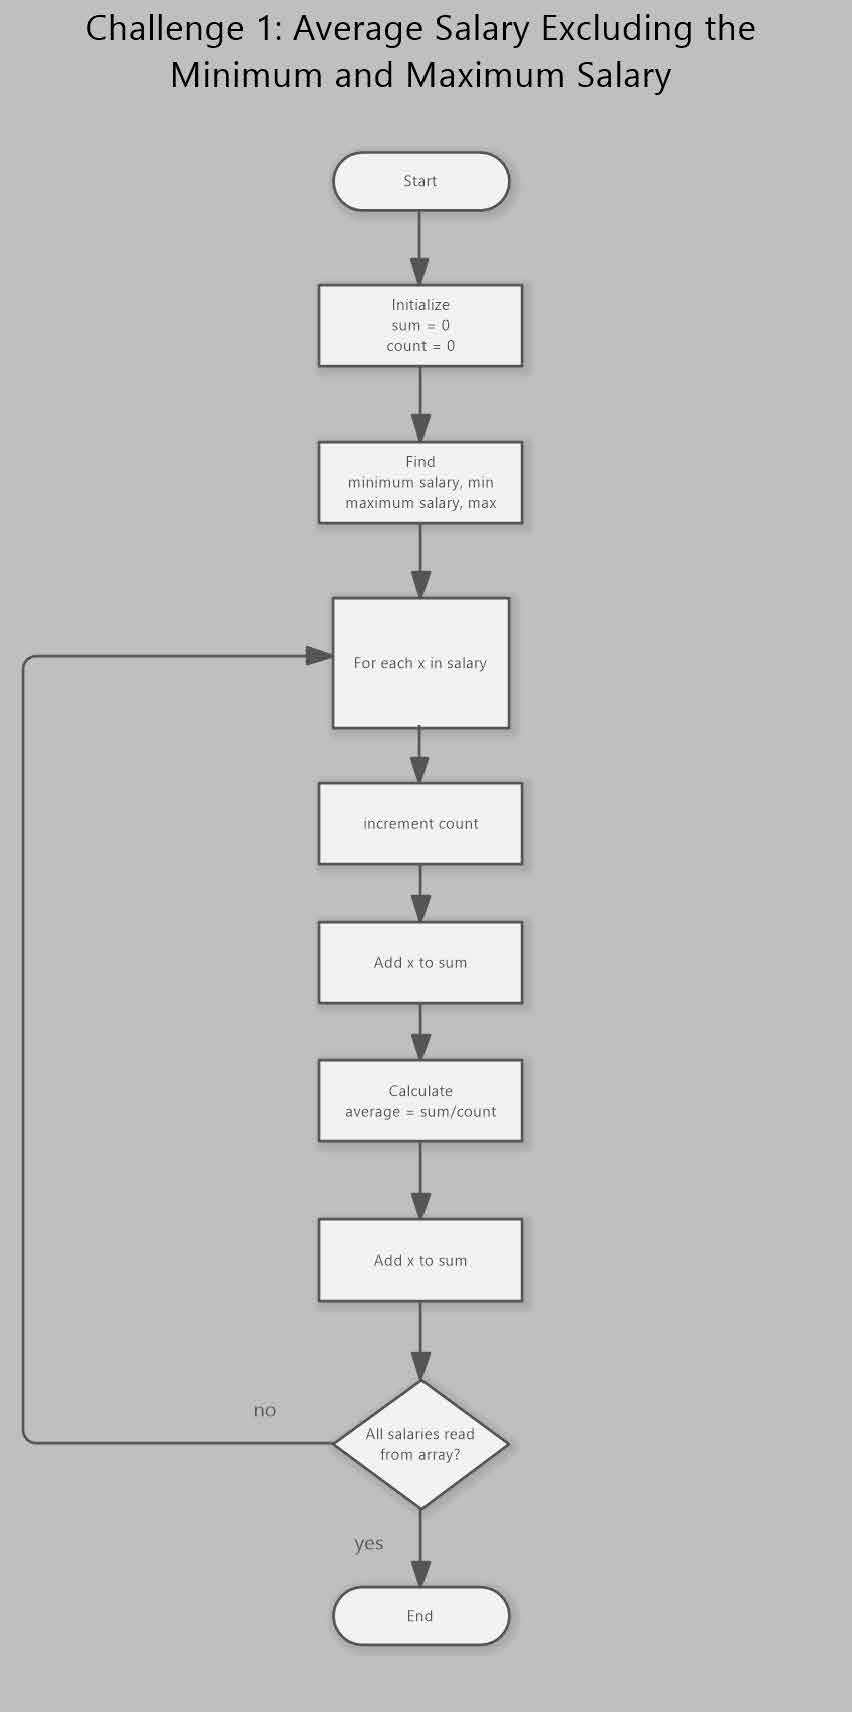 Challenge 1: Average Salary Excluding the
Minimum and Maximum Salary
Start
Initialize
sum = 0
count = 0
Find
minimum salary, min
maximum salary, max
For each x in salary
increment count
Add x to sum
Calculate
average = sum/count
Add x to sum
All salaries read
from array?
no
yes
End